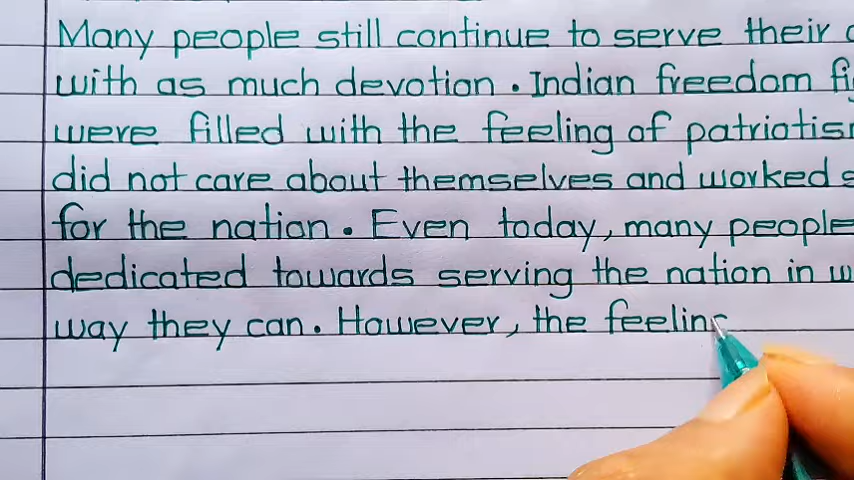 Many people still continue to serve their
with as much devotion. Indian freedom
were filled with the feeling of
did not care about themselves and worked
for the nation. Even today, many people
dedicated towards serving the nation in
way they can. However, the